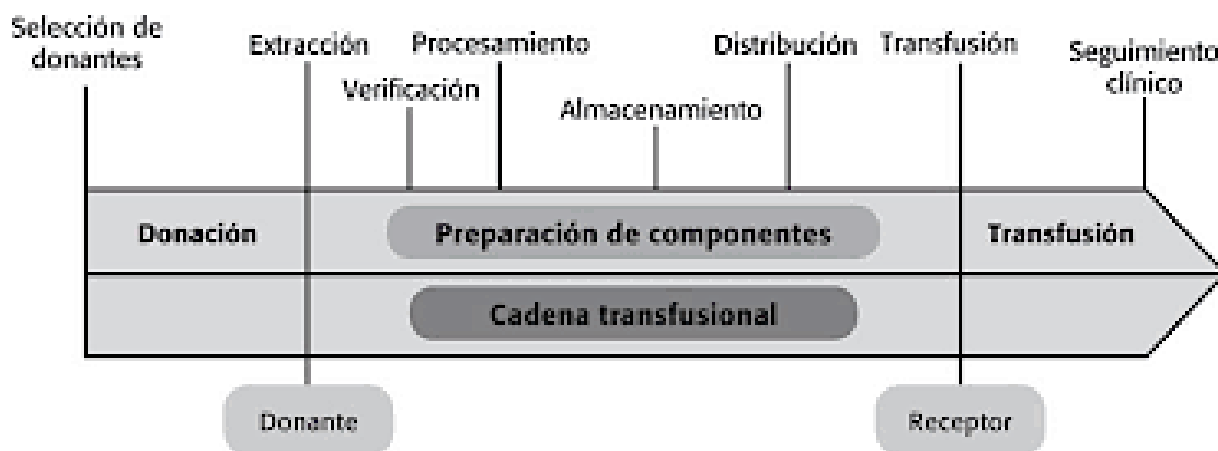 Selección de
donantes
Extracción
Verificación
Procesamiento
Almacenamiento
Distribución
Transfusión
Seguimiento
clínico
Donación
Preparación de componentes
Transfusión
Cadena transfusional
Donante
Receptor